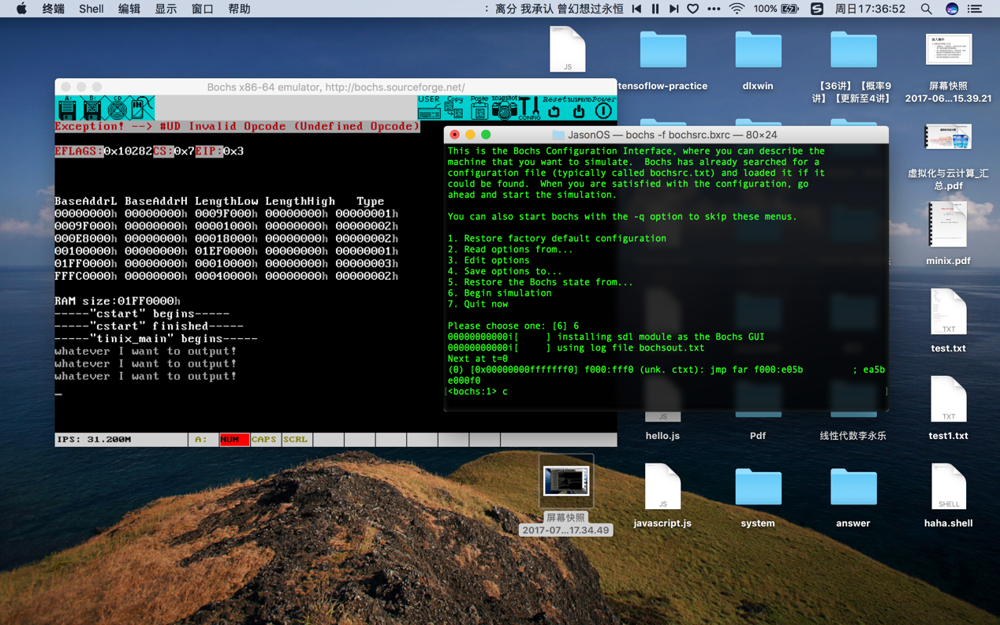 终端 Shell 编辑 显示 窗口 帮助
: 离分 我承认 曾幻想过永恒
100%
周日17:36:52
JS
tensoflow-practice
dlxwin
【36讲】【概率9讲】【更新至4讲】
屏幕快照
2017-06...15.39.21
虚拟化与云计算_汇
总.pdf
minix.pdf
TXT
test.txt
TXT
test1.txt
JS
hello.js
Pdf
线性代数李永乐
屏幕快照
2017-07...17.34.49
JS
javascript.js
system
answer
SHELL
haha.shell
Bochs x86-64 emulator, http://bochs.sourceforge.net/
A: B: CD
USER Copy Paste snapshot CONFIG Reset SUSPEND Power
Exception! --> #UD Invalid Opcode (Undefined Opcode)
EFLAGS:0x10282CS:0x7EIP:0x3
BaseAddrL BaseAddrH LengthLow LengthHigh Type
00000000h 00000000h 0009F000h 00000000h 00000001h
0009F000h 00000000h 00001000h 00000000h 00000002h
000E8000h 00000000h 00018000h 00000000h 00000002h
00100000h 00000000h 01EF0000h 00000000h 00000001h
01FF0000h 00000000h 00010000h 00000000h 00000003h
FFFC0000h 00000000h 00040000h 00000000h 00000002h
RAM size:01FF0000h
-----"cstart" begins-----
-----"cstart" finished-----
-----"tinix_main" begins-----
whatever I want to output!
whatever I want to output!
whatever I want to output!
_
IPS: 31.200M A: NUM CAPS SCRL
JasonOS — bochs -f bochsrc.bxrc — 80×24
This is the Bochs Configuration Interface, where you can describe the
machine that you want to simulate. Bochs has already searched for a
configuration file (typically called bochsrc.txt) and loaded it if it
could be found. When you are satisfied with the configuration, go
ahead and start the simulation.
You can also start bochs with the -q option to skip these menus.
1. Restore factory default configuration
2. Read options from...
3. Edit options
4. Save options to...
5. Restore the Bochs state from...
6. Begin simulation
7. Quit now
Please choose one: [6] 6
00000000000i[ ] installing sdl module as the Bochs GUI
00000000000i[ ] using log file bochsout.txt
Next at t=0
(0) [0x00000000fffffff0] f000:fff0 (unk. ctxt): jmp far f000:e05b ; ea5b
e000f0
<bochs:1> c